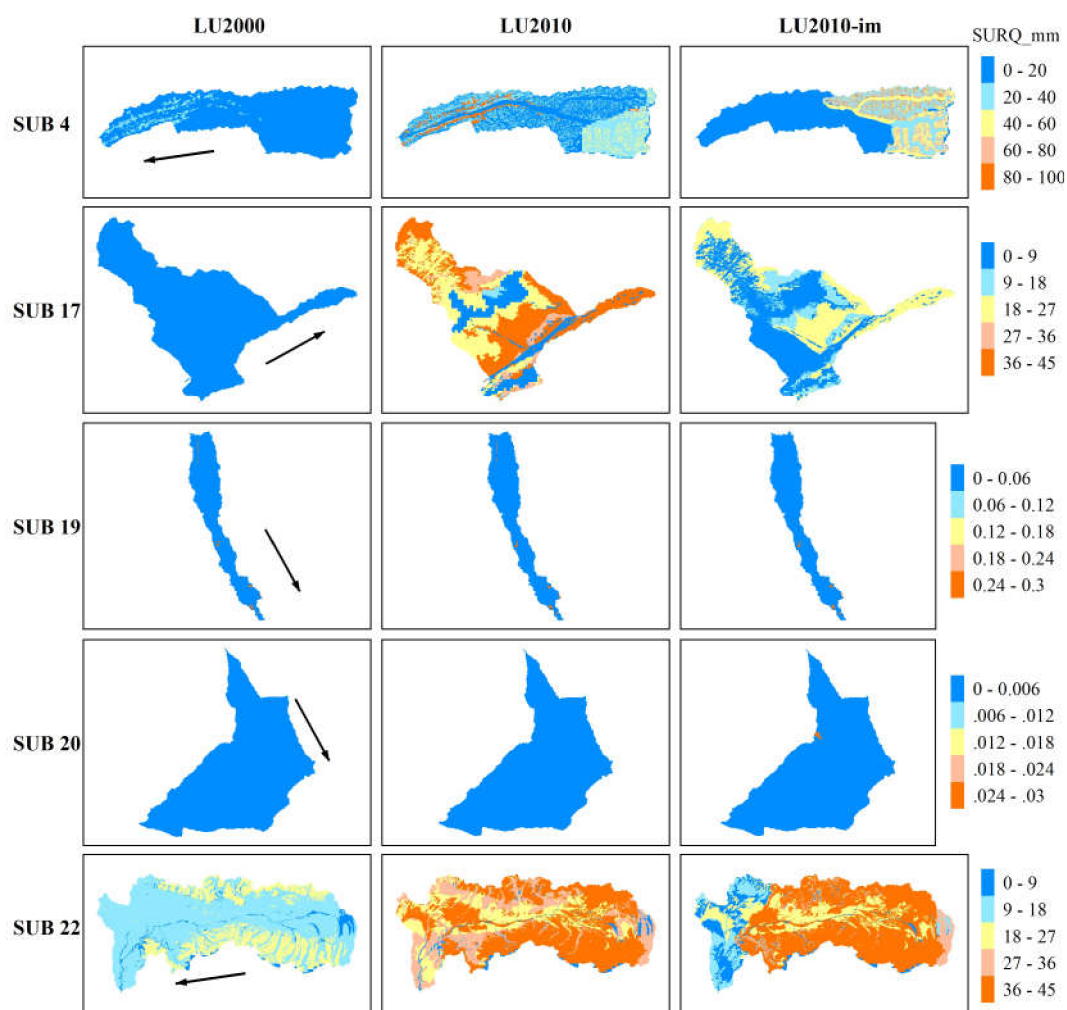 LU2000 LU2010 LU2010-im
SURQ_mm
SUB 4
0 - 20
20 - 40
40 - 60
60 - 80
80 - 100
SUB 17
0 - 9
9 - 18
18 - 27
27 - 36
36 - 45
SUB 19
0 - 0.06
0.06 - 0.12
0.12 - 0.18
0.18 - 0.24
0.24 - 0.3
SUB 20
0 - 0.006
.006 - .012
.012 - .018
.018 - .024
.024 - .03
SUB 22
0 - 9
9 - 18
18 - 27
27 - 36
36 - 45